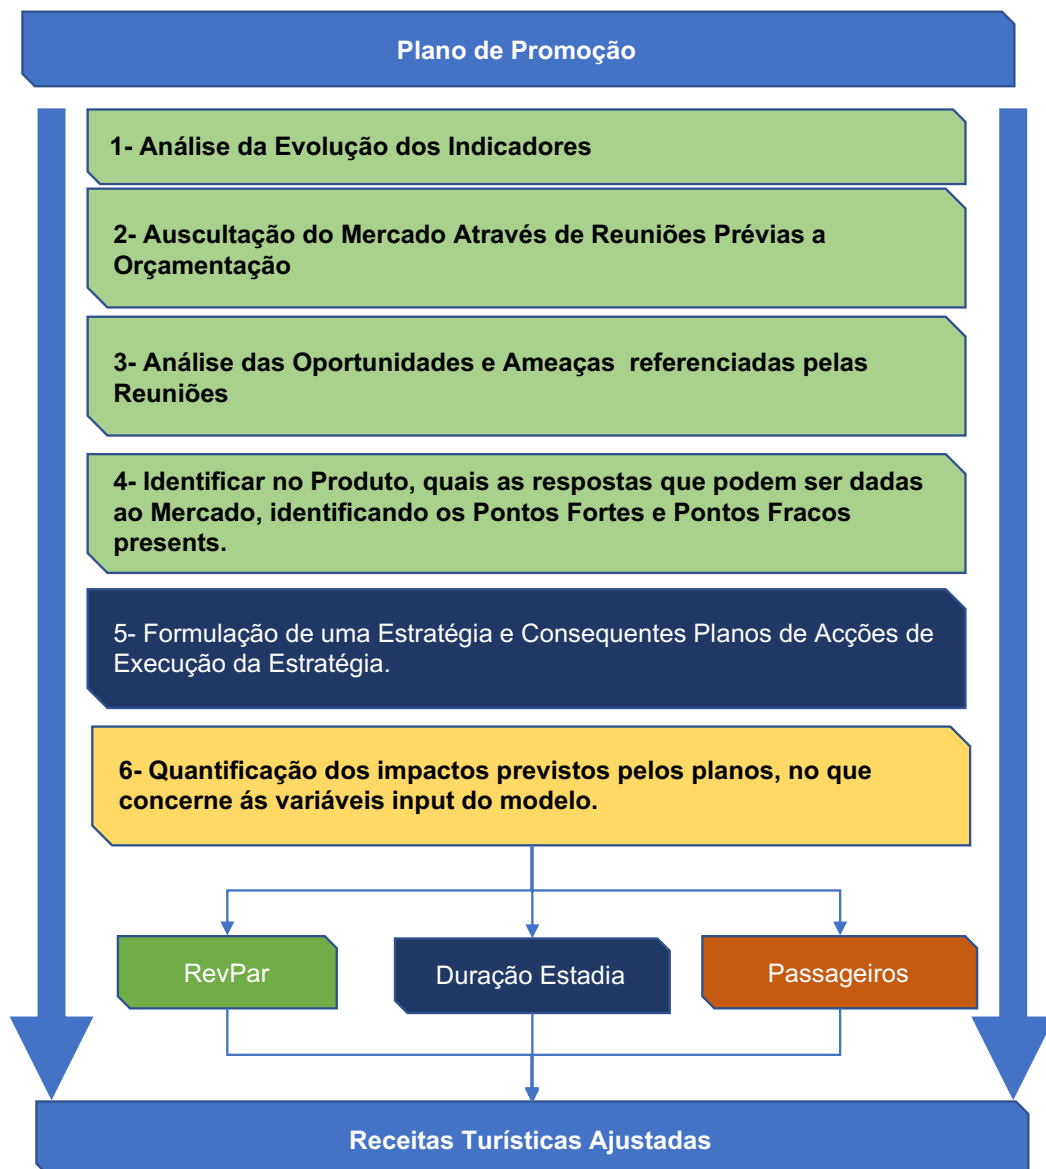 Plano de Promoção
1- Análise da Evolução dos Indicadores
2- Auscultação do Mercado Através de Reuniões Prévias a
Orçamentação
3- Análise das Oportunidades e Ameaças  referenciadas pelas
Reuniões
4- Identificar no Produto, quais as respostas que podem ser dadas
ao Mercado, identificando os Pontos Fortes e Pontos Fracos
presents.
5- Formulação de uma Estratégia e Consequentes Planos de Acções de
Execução da Estratégia.
6- Quantificação dos impactos previstos pelos planos, no que
concerne ás variáveis input do modelo.
RevPar
Duração Estadia
Passageiros
Receitas Turísticas Ajustadas